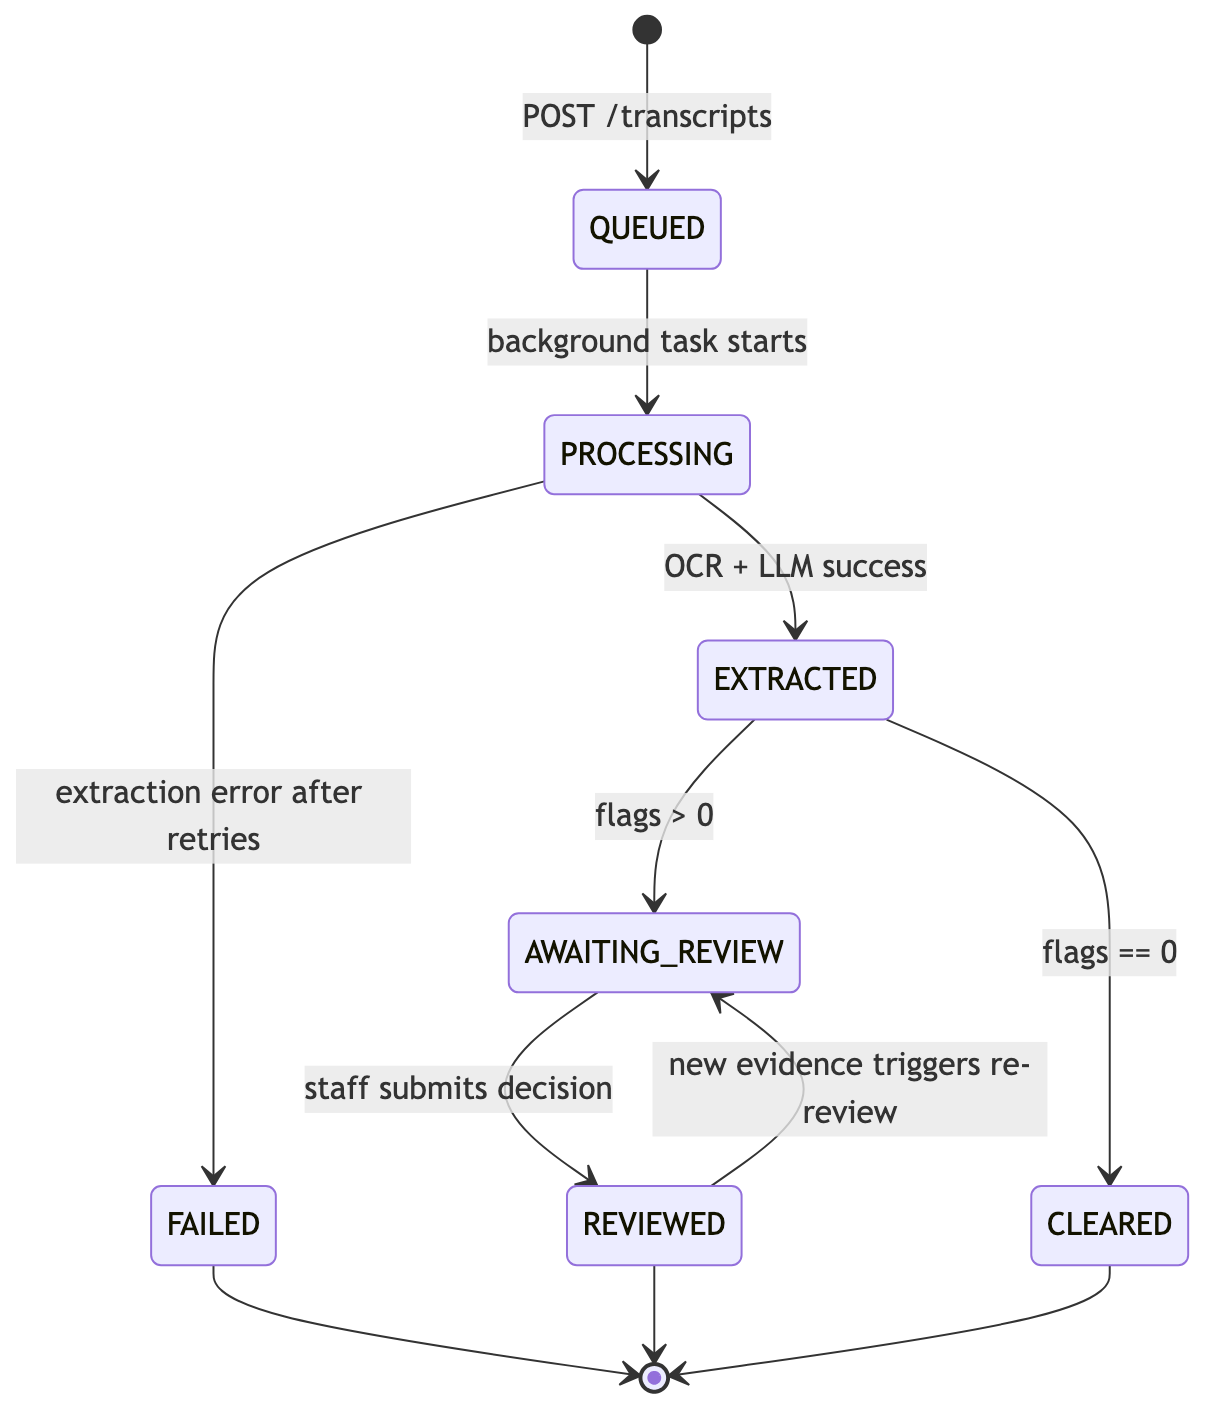 POST /transcripts
QUEUED
background task starts
PROCESSING
OCR + LLM success
EXTRACTED
extraction error after
retries
flags > 0
flags == 0
AWAITING_REVIEW
staff submits decision
new evidence triggers re-
review
FAILED
REVIEWED
CLEARED